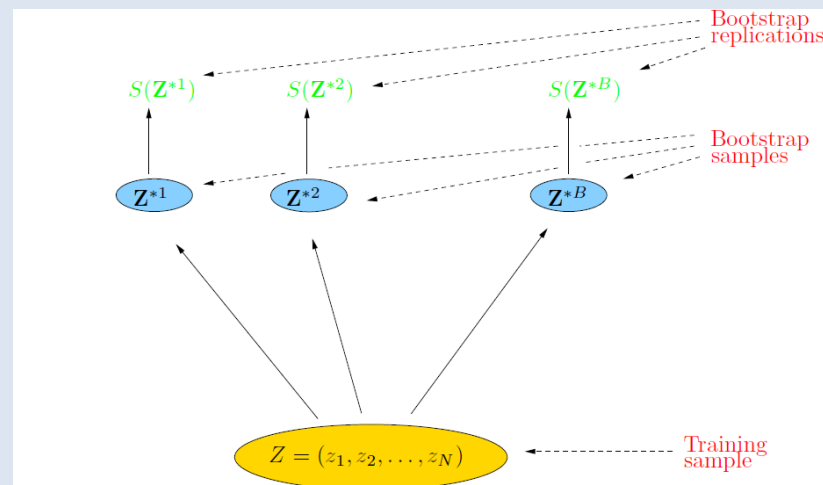 Bootstrap
replications
S(Z*1) S(Z*2) S(Z*B)
Bootstrap
samples
Z*1 Z*2 Z*B
Z = (z1, z2, . . . , zN)
Training
sample